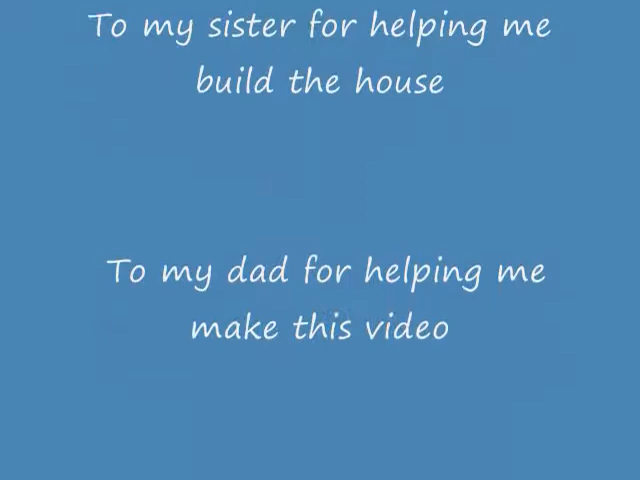 To my sister for helping me
build the house
To my dad for helping me
make this video